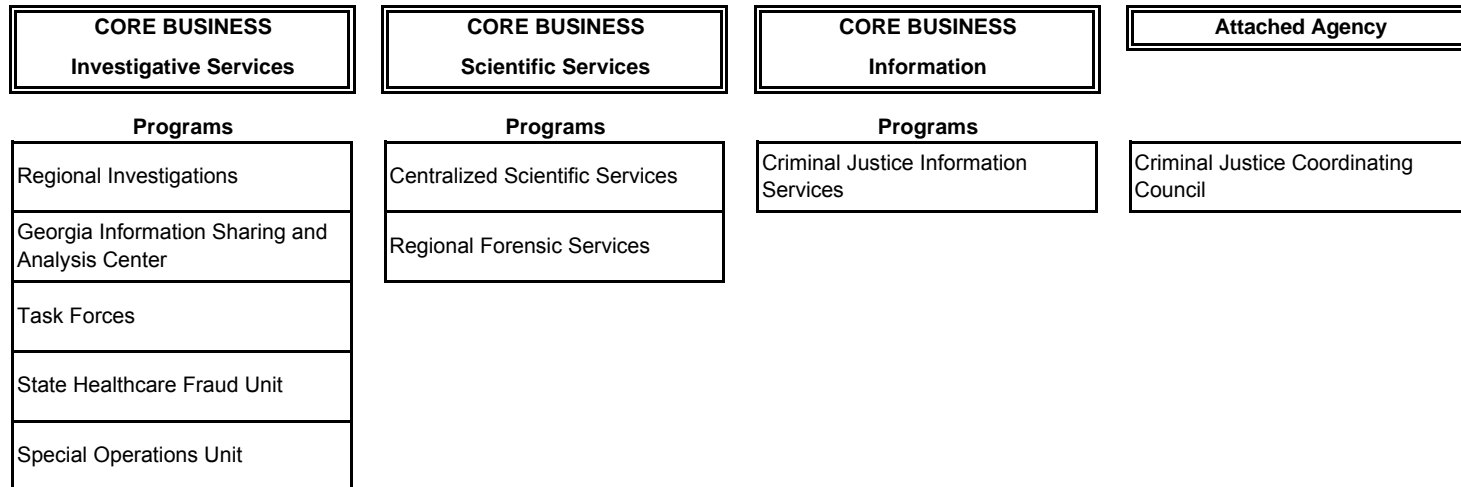 CORE BUSINESS
Investigative Services
Programs
Regional Investigations
Georgia Information Sharing and
Analysis Center
Task Forces
State Healthcare Fraud Unit
Special Operations Unit
CORE BUSINESS
Scientific Services
Programs
Centralized Scientific Services
Regional Forensic Services
CORE BUSINESS
Information
Programs
Criminal Justice Information
Services
Attached Agency
Criminal Justice Coordinating
Council